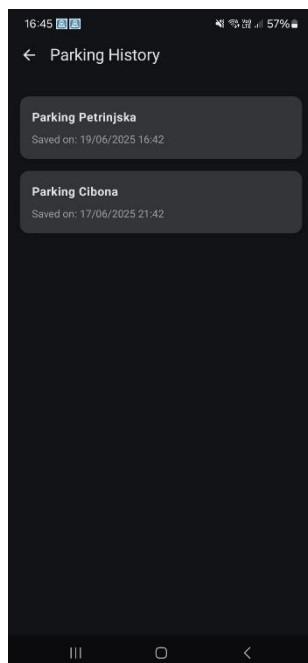 16:45 57%
Parking History
Parking Petrinjska
Saved on: 19/06/2025 16:42
Parking Cibona
Saved on: 17/06/2025 21:42